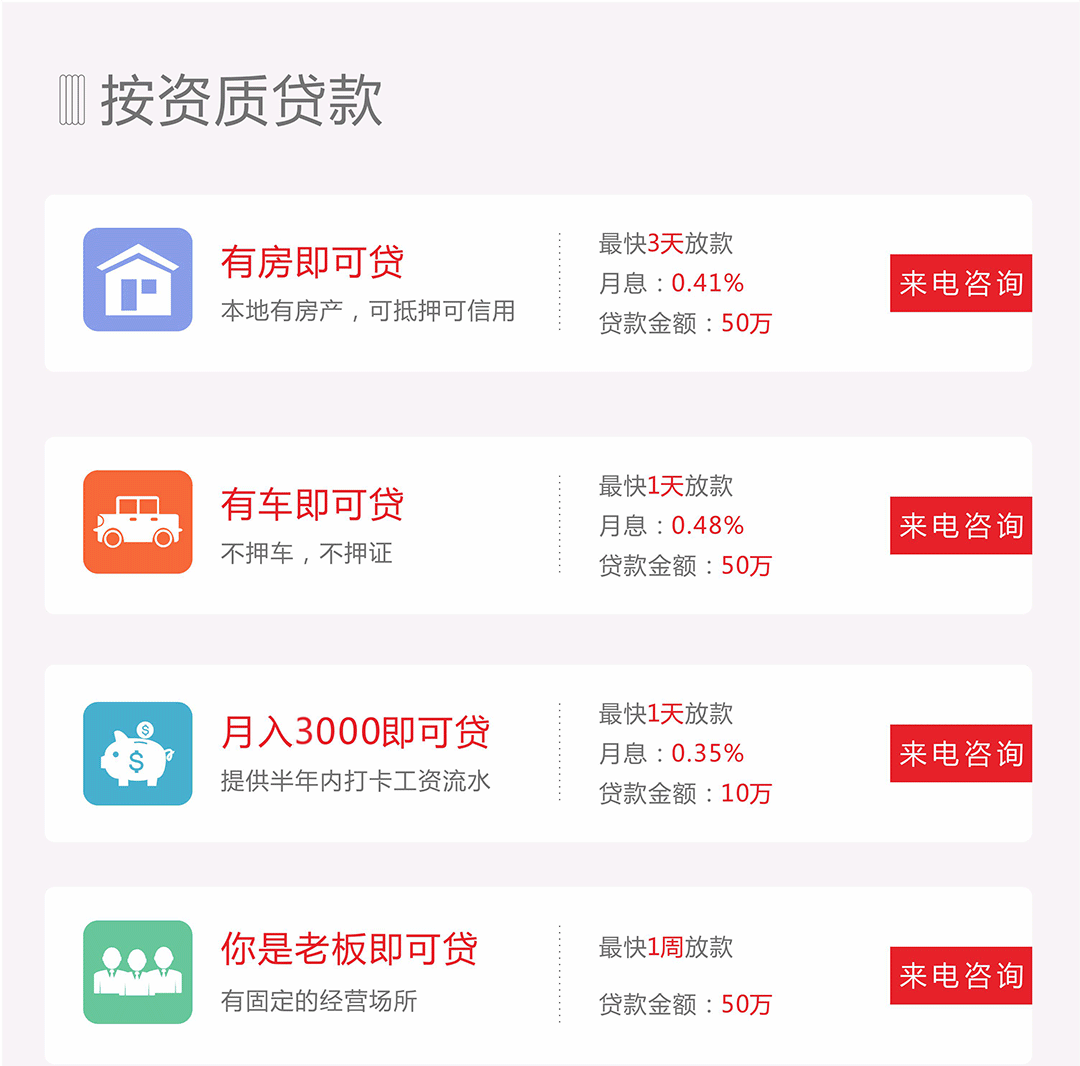 按资质贷款
有房即可贷
本地有房产，可抵押可信用
最快3天放款
月息：0.41%
贷款金额：50万
来电咨询
有车即可贷
不押车，不押证
最快1天放款
月息：0.48%
贷款金额：50万
来电咨询
月入3000即可贷
提供半年内打卡工资流水
最快1天放款
月息：0.35%
贷款金额：10万
来电咨询
你是老板即可贷
有固定的经营场所
最快1周放款
贷款金额：50万
来电咨询